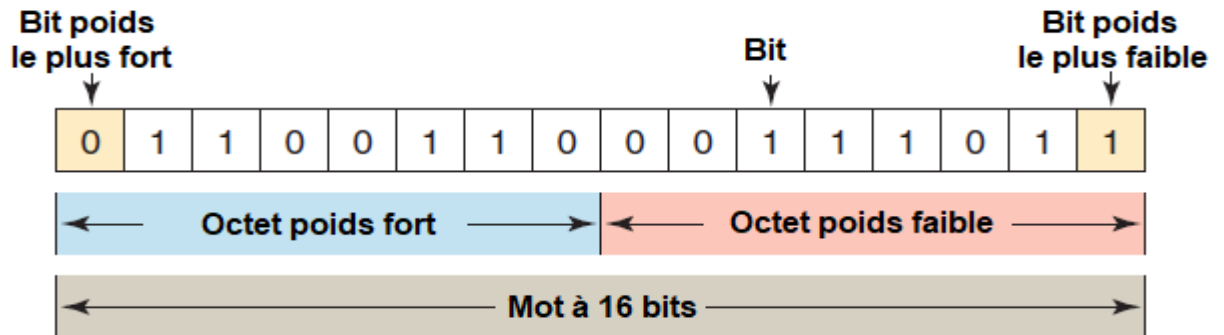 Bit poids
le plus fort
Bit
Bit poids
le plus faible
0 1 1 0 0 1 1 0 0 0 1 1 1 0 1 1
Octet poids fort
Octet poids faible
Mot à 16 bits